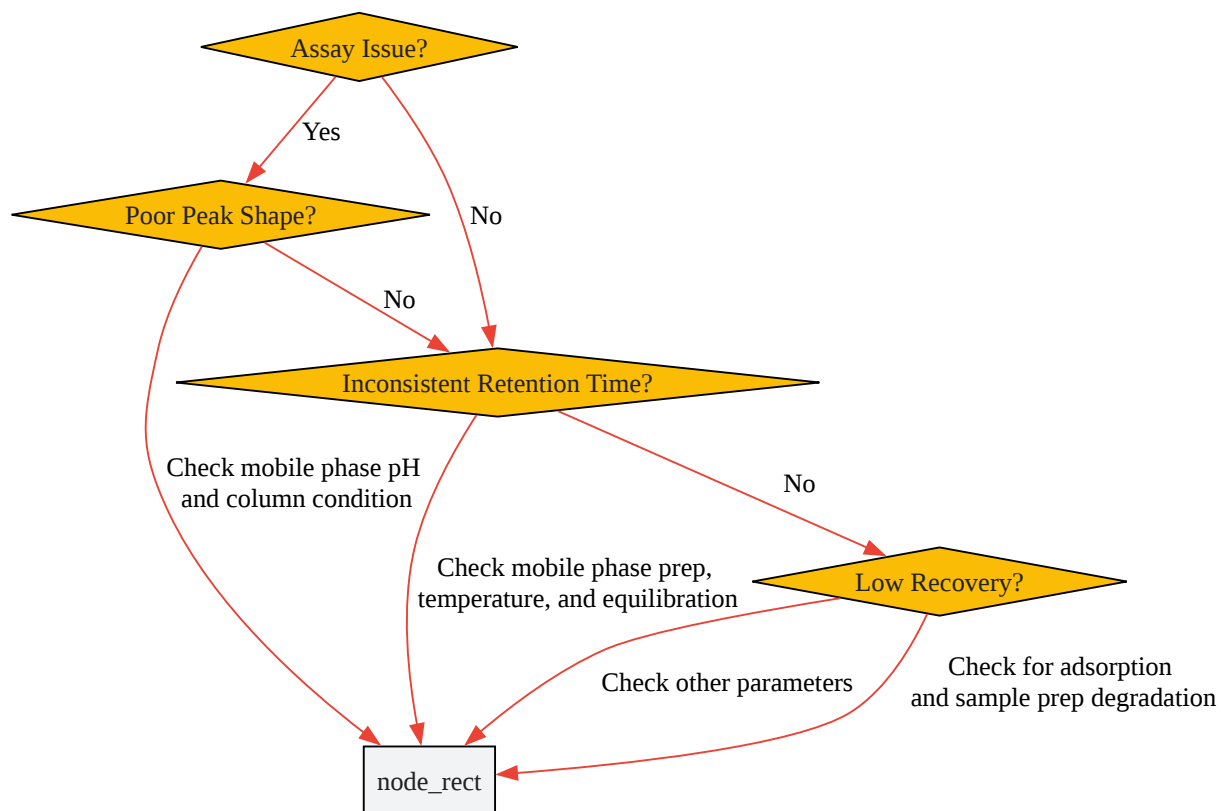 Assay Issue?
Yes
Poor Peak Shape?
No
No
Inconsistent Retention Time?
Check mobile phase pH
and column condition
No
Check mobile phase prep,
temperature, and equilibration
Low Recovery?
Check other parameters
Check for adsorption
and sample prep degradation
node_rect